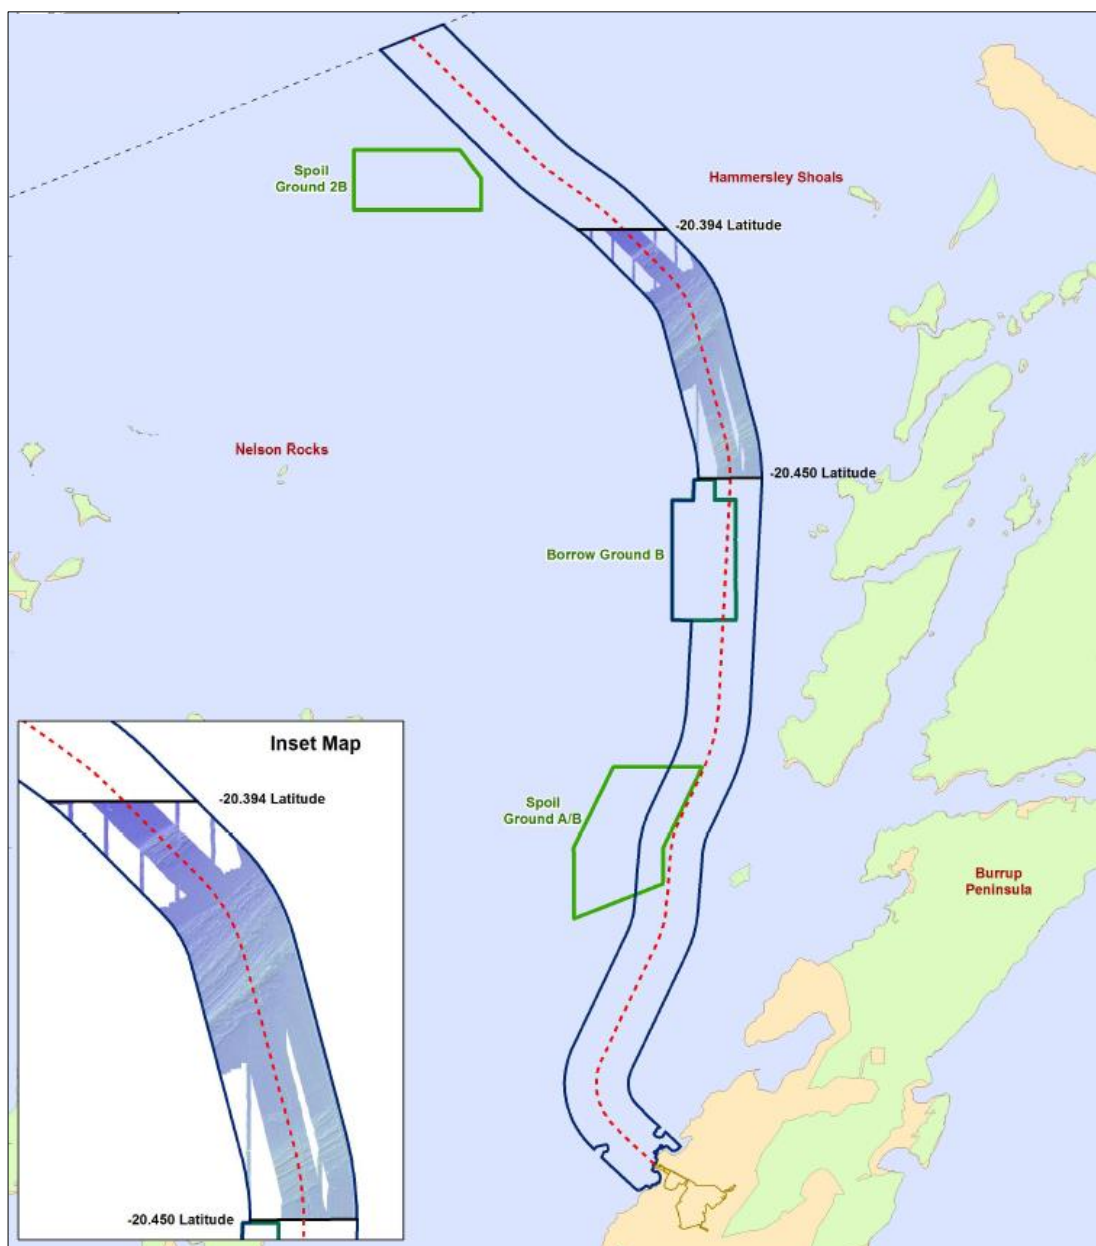 Spoil
Ground 2B
Hammersley Shoals
-20.394 Latitude
Nelson Rocks
-20.450 Latitude
Borrow Ground B
Inset Map
-20.394 Latitude
Spoil
Ground A/B
Burrup
Peninsula
-20.450 Latitude